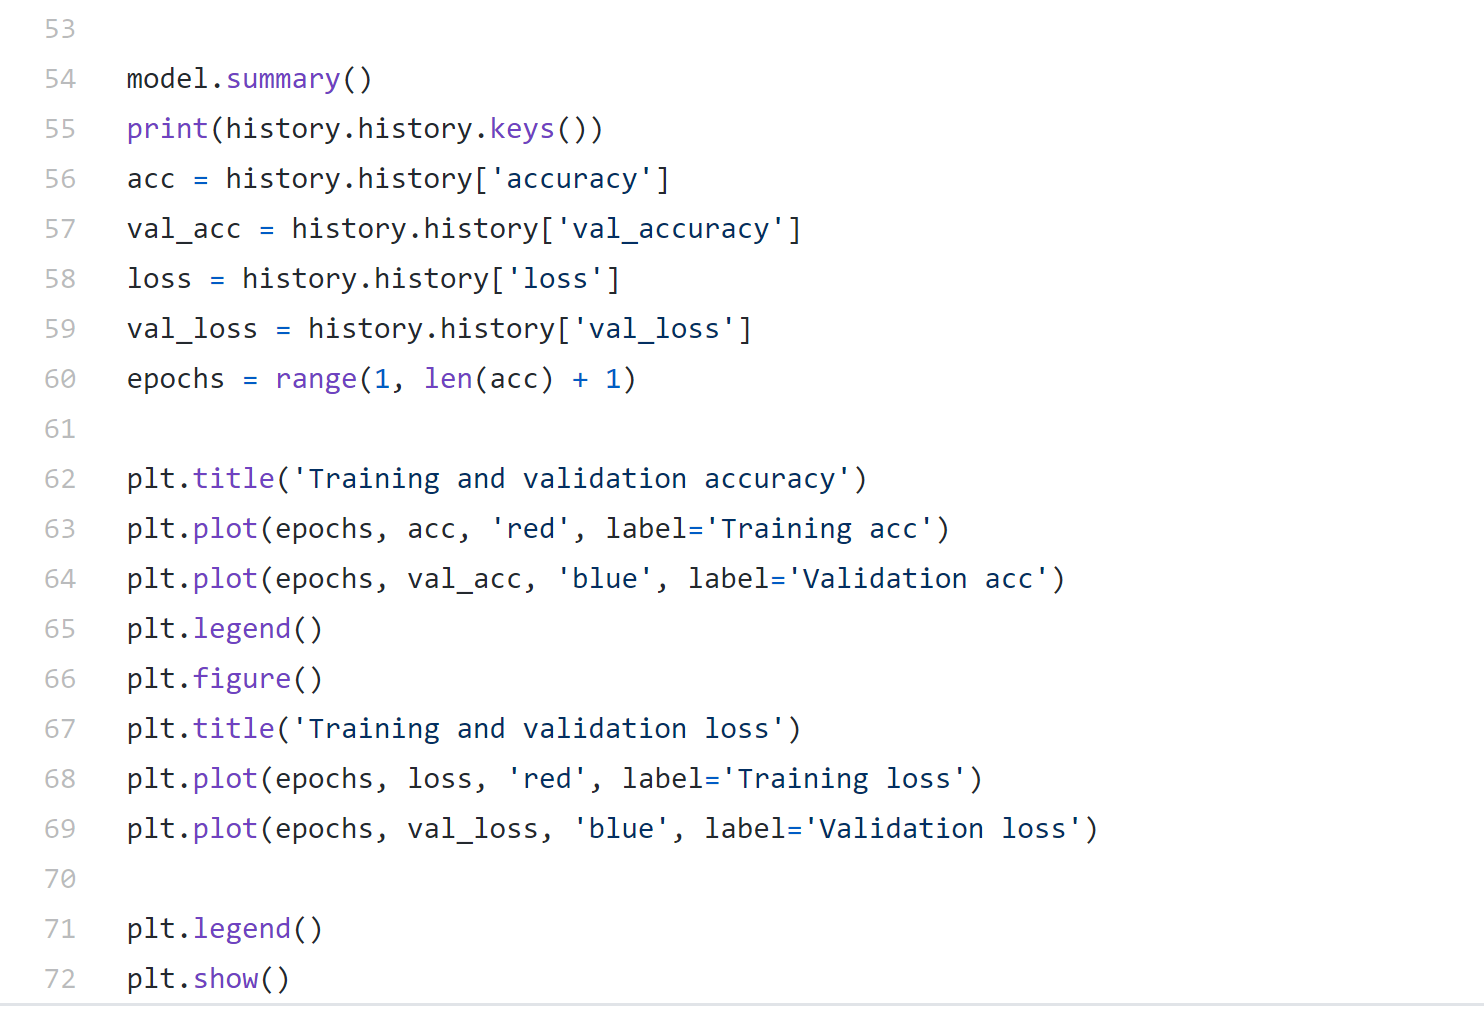 53
54 model.summary()
55 print(history.history.keys())
56 acc = history.history['accuracy']
57 val_acc = history.history['val_accuracy']
58 loss = history.history['loss']
59 val_loss = history.history['val_loss']
60 epochs = range(1, len(acc) + 1)
61
62 plt.title('Training and validation accuracy')
63 plt.plot(epochs, acc, 'red', label='Training acc')
64 plt.plot(epochs, val_acc, 'blue', label='Validation acc')
65 plt.legend()
66 plt.figure()
67 plt.title('Training and validation loss')
68 plt.plot(epochs, loss, 'red', label='Training loss')
69 plt.plot(epochs, val_loss, 'blue', label='Validation loss')
70
71 plt.legend()
72 plt.show()